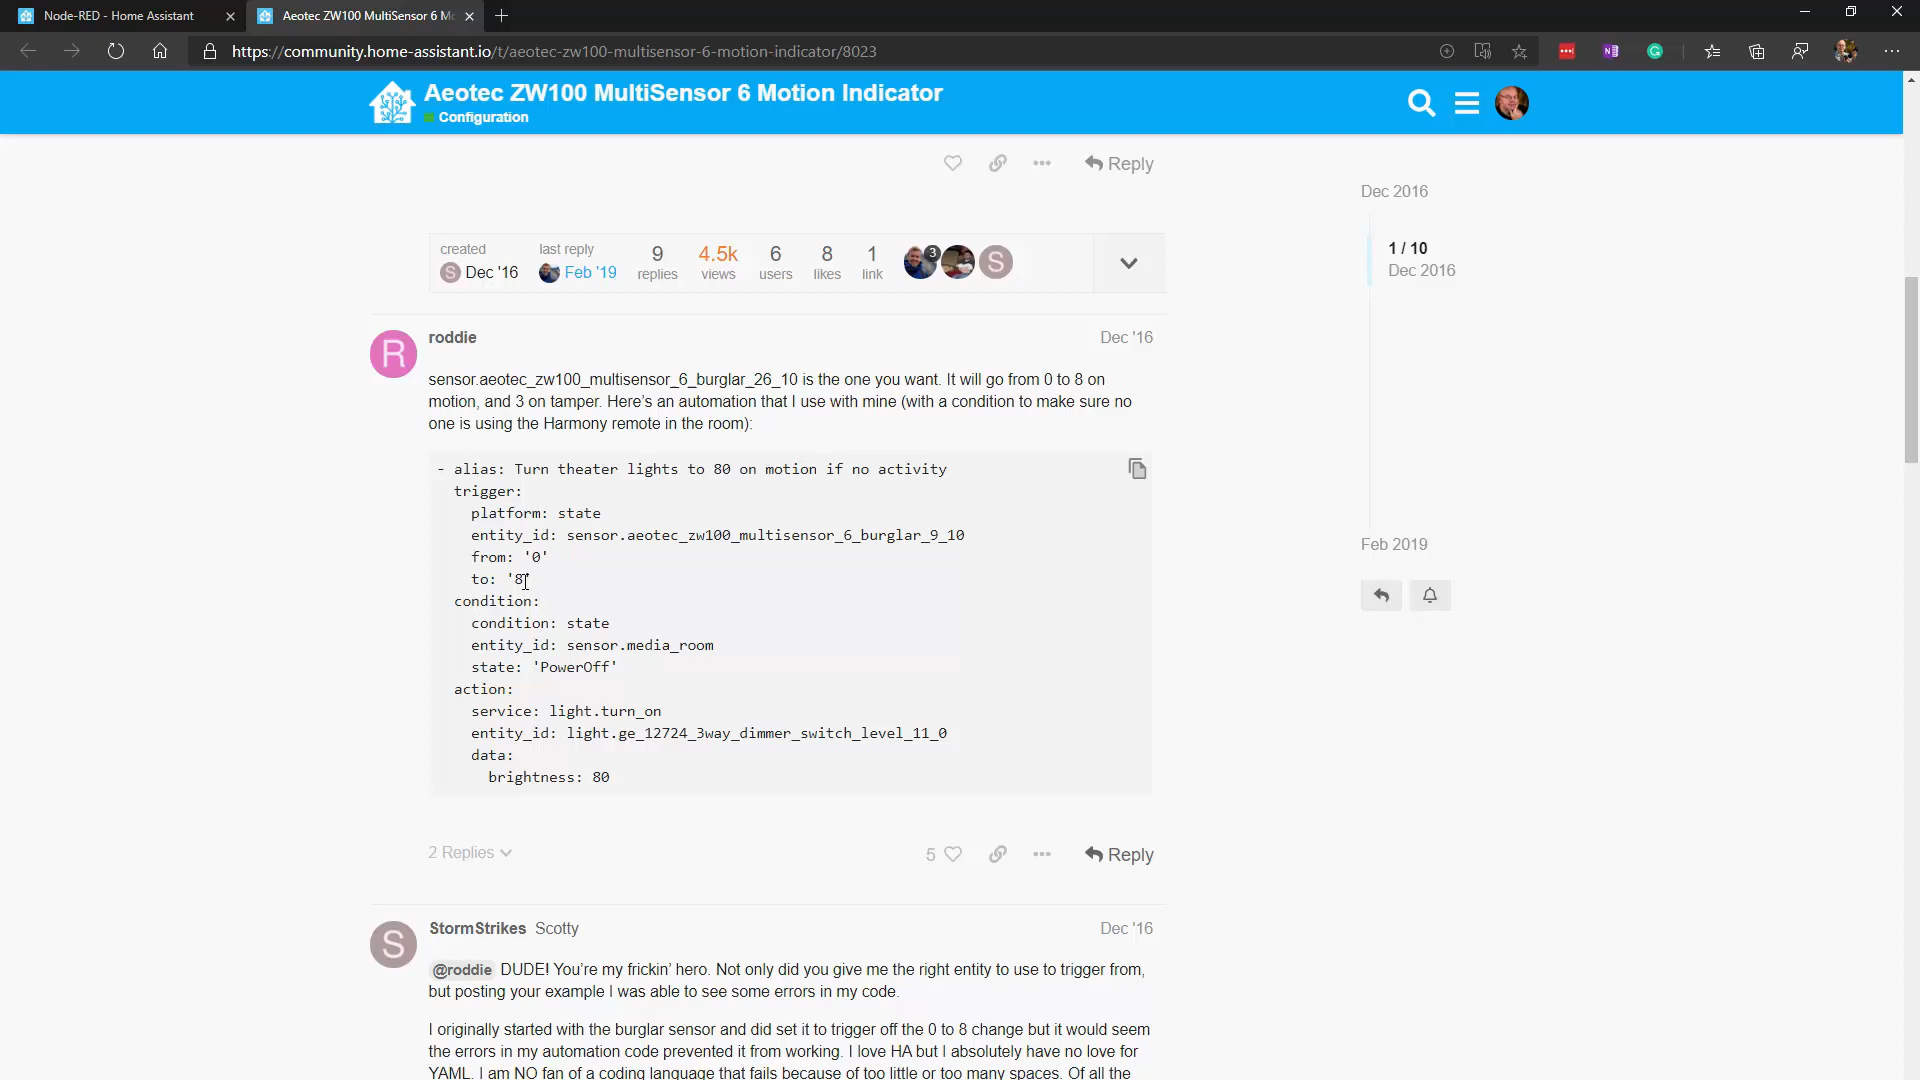 Node-RED - Home Assistant
Aeotec ZW100 MultiSensor 6 Mo
https://community.home-assistant.io/t/aeotec-zw100-multisensor-6-motion-indicator/8023
Aeotec ZW100 MultiSensor 6 Motion Indicator
Configuration
Reply
Dec 2016
1 / 10
Dec 2016
Feb 2019
created
S Dec '16
last reply
Feb '19
9
replies
4.5k
views
6
users
8
likes
1
link
3
S
R
roddie
Dec '16
sensor.aeotec_zw100_multisensor_6_burglar_26_10 is the one you want. It will go from 0 to 8 on
motion, and 3 on tamper. Here’s an automation that I use with mine (with a condition to make sure no
one is using the Harmony remote in the room):
- alias: Turn theater lights to 80 on motion if no activity
trigger:
platform: state
entity_id: sensor.aeotec_zw100_multisensor_6_burglar_9_10
from: '0'
to: '8'
condition:
condition: state
entity_id: sensor.media_room
state: 'PowerOff'
action:
service: light.turn_on
entity_id: light.ge_12724_3way_dimmer_switch_level_11_0
data:
brightness: 80
2 Replies
5
Reply
S
StormStrikes Scotty
Dec '16
@roddie DUDE! You’re my frickin’ hero. Not only did you give me the right entity to use to trigger from,
but posting your example I was able to see some errors in my code.
I originally started with the burglar sensor and did set it to trigger off the 0 to 8 change but it would seem
the errors in my automation code prevented it from working. I love HA but I absolutely have no love for
YAML. I am NO fan of a coding language that fails because of too little or too many spaces. Of all the